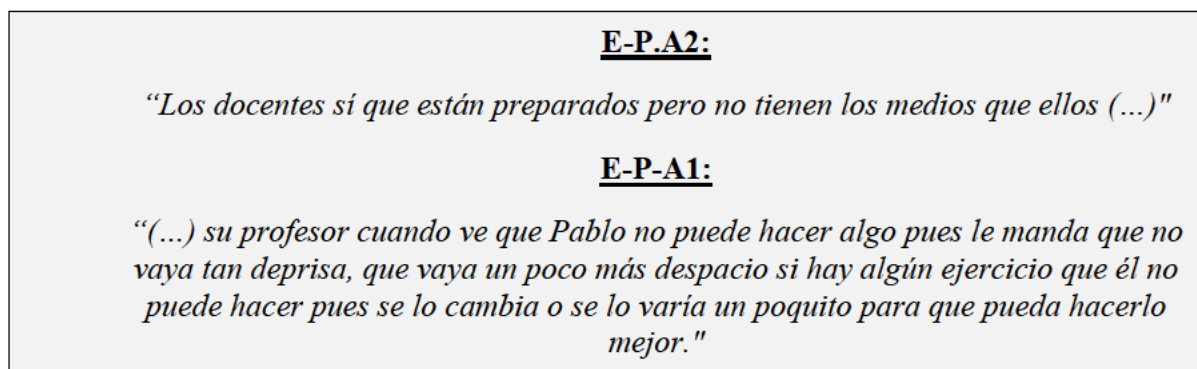 E-P.A2:
“Los docentes sí que están preparados pero no tienen los medios que ellos (…)"
E-P-A1:
“(…) su profesor cuando ve que Pablo no puede hacer algo pues le manda que no
vaya tan deprisa, que vaya un poco más despacio si hay algún ejercicio que él no
puede hacer pues se lo cambia o se lo varía un poquito para que pueda hacerlo
mejor."